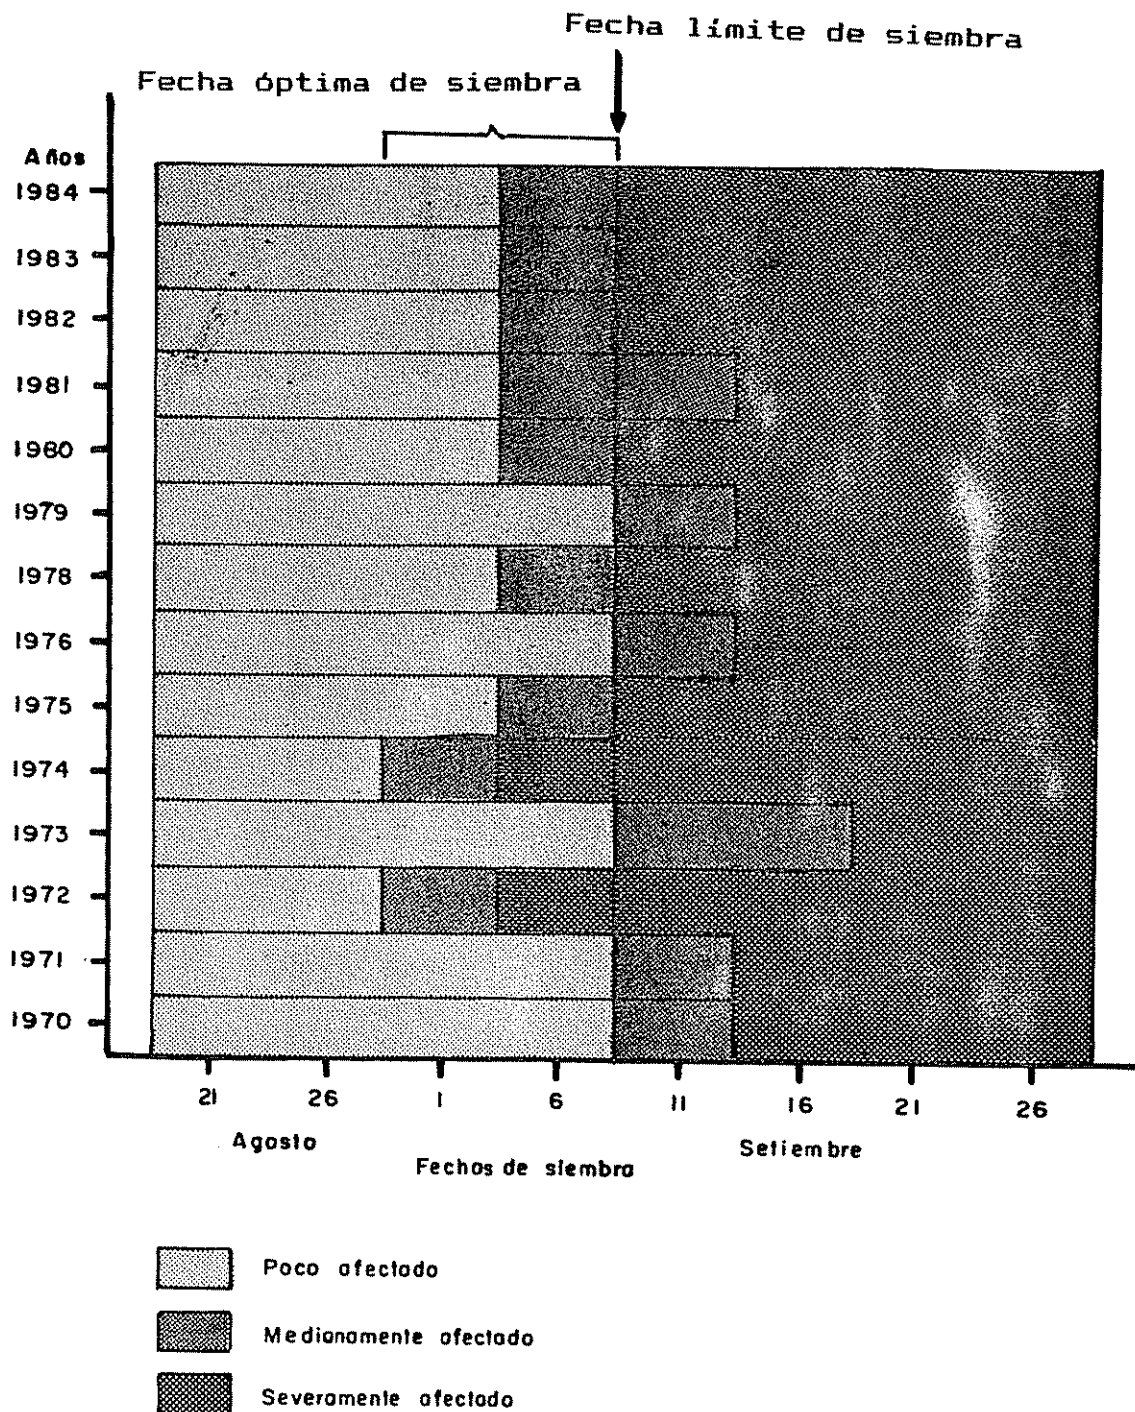 Fecha límite de siembra
Fecha óptima de siembra
Años
1984
1983
1982
1981
1980
1979
1978
1976
1975
1974
1973
1972
1971
1970
21
26
1
6
11
16
21
26
Agosto
Setiembre
Fechos de siembra
Poco afectado
Medianamente afectado
Severamente afectado